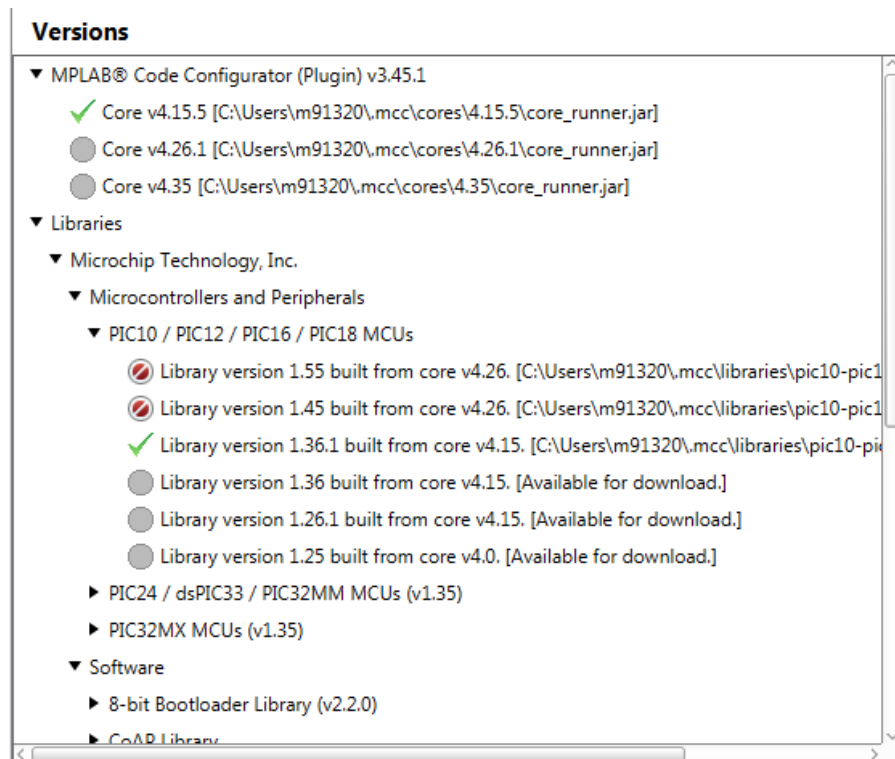 Versions
MPLAB® Code Configurator (Plugin) v3.45.1
Core v4.15.5 [C:\Users\m91320\.mcc\cores\4.15.5\core_runner.jar]
Core v4.26.1 [C:\Users\m91320\.mcc\cores\4.26.1\core_runner.jar]
Core v4.35 [C:\Users\m91320\.mcc\cores\4.35\core_runner.jar]
Libraries
Microchip Technology, Inc.
Microcontrollers and Peripherals
PIC10 / PIC12 / PIC16 / PIC18 MCUs
Library version 1.55 built from core v4.26. [C:\Users\m91320\.mcc\libraries\pic10-pic1
Library version 1.45 built from core v4.26. [C:\Users\m91320\.mcc\libraries\pic10-pic1
Library version 1.36.1 built from core v4.15. [C:\Users\m91320\.mcc\libraries\pic10-pi
Library version 1.36 built from core v4.15. [Available for download.]
Library version 1.26.1 built from core v4.15. [Available for download.]
Library version 1.25 built from core v4.0. [Available for download.]
PIC24 / dsPIC33 / PIC32MM MCUs (v1.35)
PIC32MX MCUs (v1.35)
Software
8-bit Bootloader Library (v2.2.0)
CoAP Library